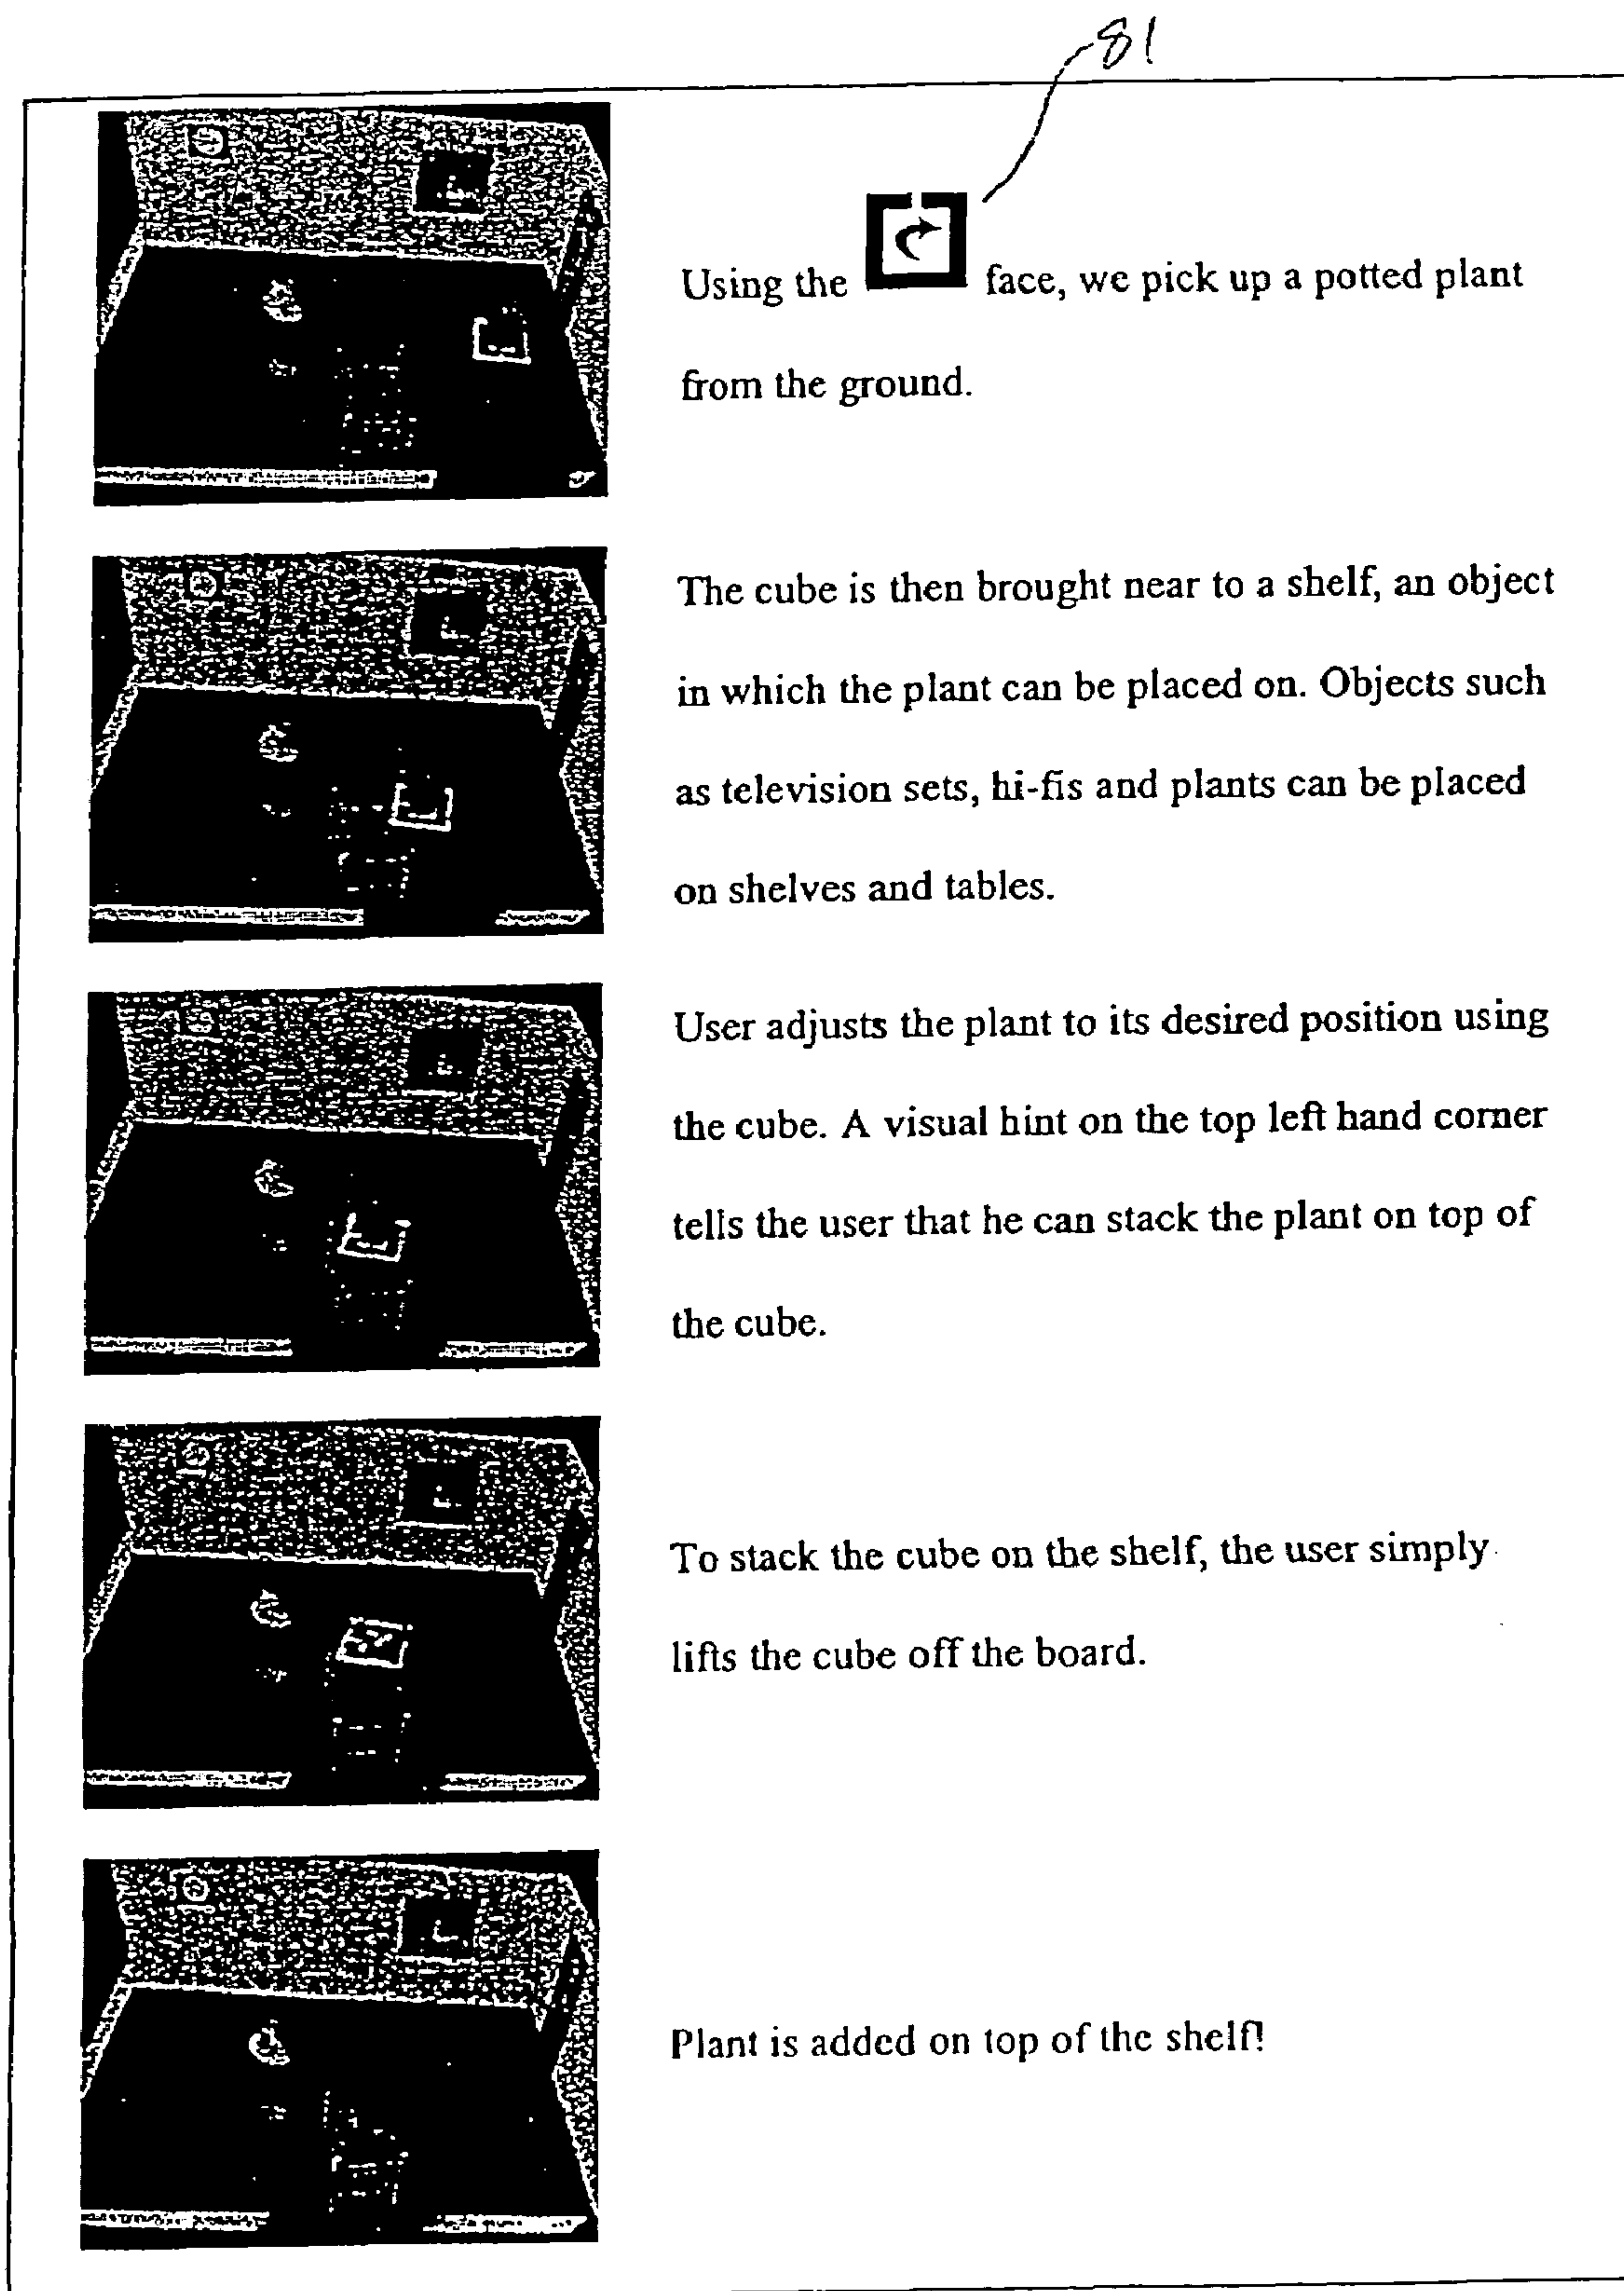 81
Using the face, we pick up a potted plant
from the ground.
The cube is then brought near to a shelf, an object
in which the plant can be placed on. Objects such
as television sets, hi-fis and plants can be placed
on shelves and tables.
User adjusts the plant to its desired position using
the cube. A visual hint on the top left hand corner
tells the user that he can stack the plant on top of
the cube.
To stack the cube on the shelf, the user simply
lifts the cube off the board.
Plant is added on top of the shelf!